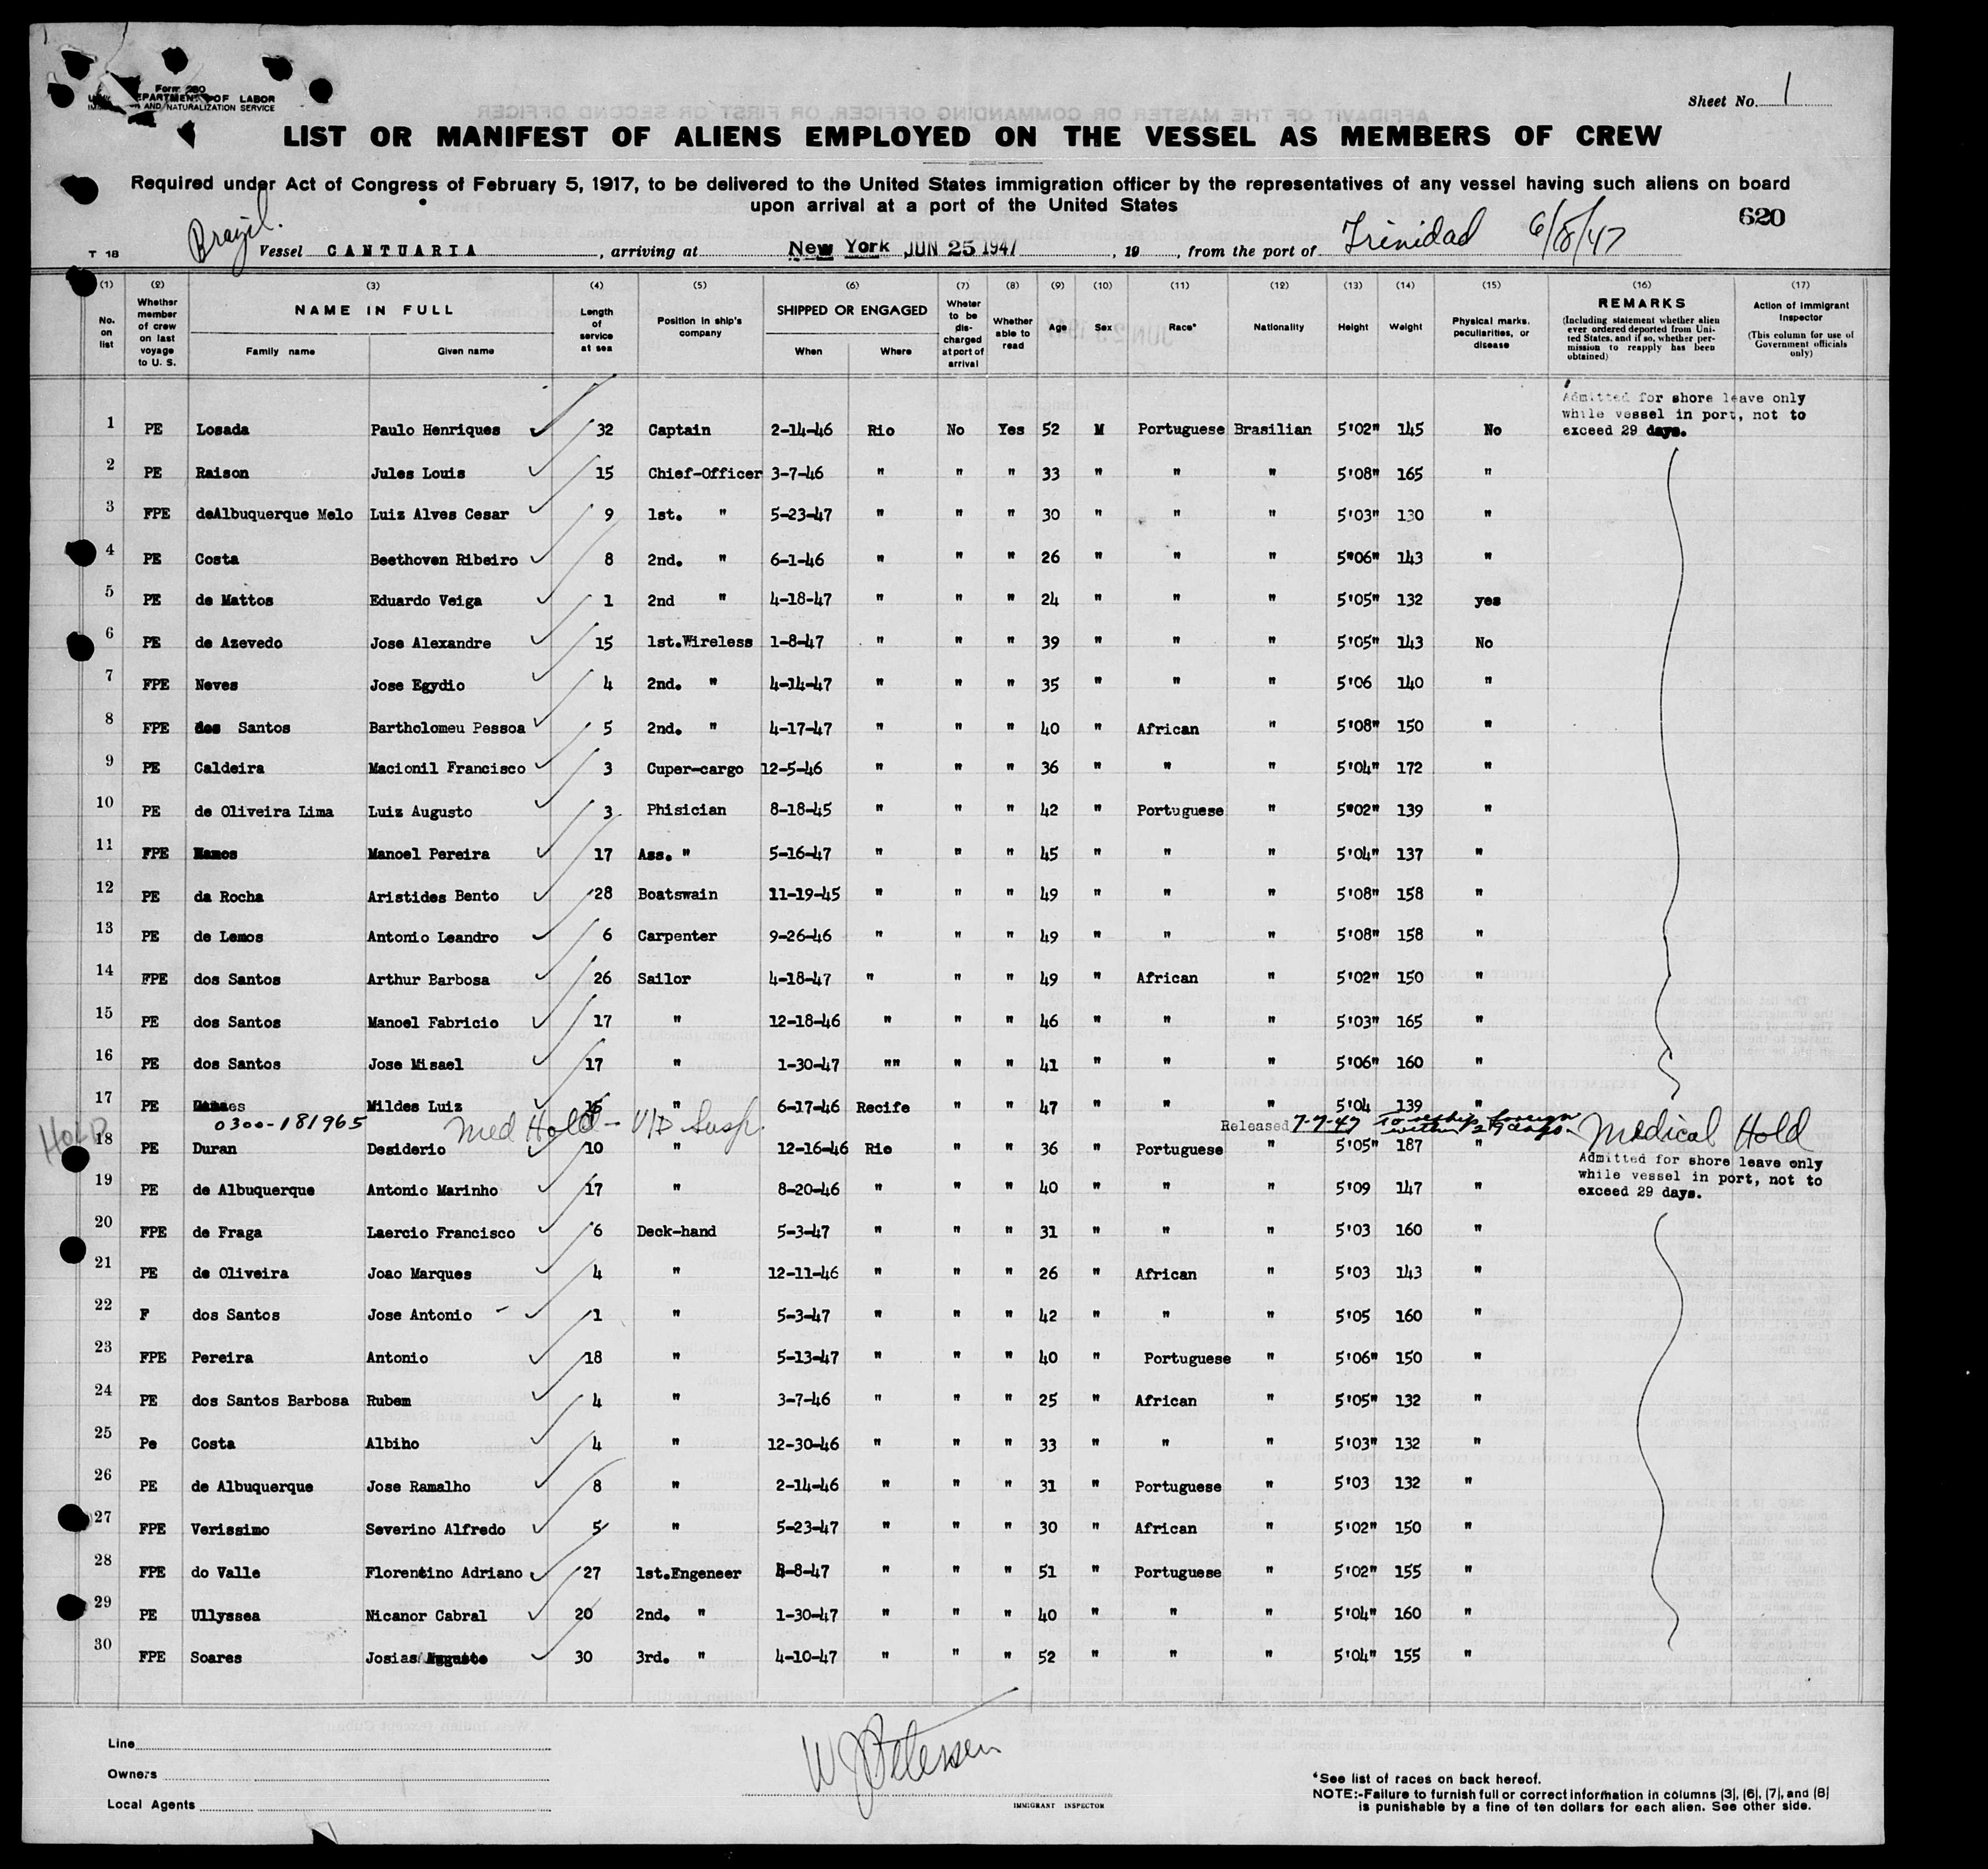 Form 280
DEPARTMENT OF LABOR
AND NATURALIZATION SERVICE
Sheet No. 1
LIST OR MANIFEST OF ALIENS EMPLOYED ON THE VESSEL AS MEMBERS OF CREW
Required under Act of Congress of February 5, 1917, to be delivered to the United States immigration officer by the representatives of any vessel having such aliens on board
upon arrival at a port of the United States
620
T 18 Brazil. Vessel CANTUARIA, arriving at New York JUN 25 1947, 19 , from the port of Trinidad 6/8/47
(1) (2) (3) (4) (5) (6) (7) (8) (9) (10) (11) (12) (13) (14) (15) (16) (17)
No. on list
Whether member of crew on last voyage to U. S.
NAME IN FULL
Family name Given name
Length of service at sea
Position in ship's company
SHIPPED OR ENGAGED
When Where
Wheter to be dis-charged at port of arrival
Whether able to read
Age Sex Race* Nationality Height Weight
Physical marks, peculiarities, or disease
REMARKS
(Including statement whether alien ever ordered deported from United States, and if so, whether permission to reapply has been obtained)
Action of Immigrant Inspector
(This column for use of Government officials only)
Admitted for shore leave only
while vessel in port, not to
exceed 29 days.
1 PE Losada Paulo Henriques 32 Captain 2-14-46 Rio No Yes 52 M Portuguese Brasilian 5'02" 145 No
2 PE Raison Jules Louis 15 Chief-Officer 3-7-46 " " " 33 " " " 5'08" 165 "
3 FPE deAlbuquerque Melo Luiz Alves Cesar 9 1st. " 5-23-47 " " " 30 " " " 5'03" 130 "
4 PE Costa Beethoven Ribeiro 8 2nd. " 6-1-46 " " " 26 " " " 5"06" 143 "
5 PE de Mattos Eduardo Veiga 1 2nd " 4-18-47 " " " 24 " " " 5'05" 132 yes
6 PE de Azevedo Jose Alexandre 15 1st.Wireless 1-8-47 " " " 39 " " " 5'05" 143 No
7 FPE Neves Jose Egydio 4 2nd. " 4-14-47 " " " 35 " " " 5'06 140 "
8 FPE dos Santos Bartholomeu Pessoa 5 2nd. " 4-17-47 " " " 40 " African " 5'08" 150 "
9 PE Caldeira Macionil Francisco 3 Cuper-cargo 12-5-46 " " " 36 " " " 5'04" 172 "
10 PE de Oliveira Lima Luiz Augusto 3 Phisician 8-18-45 " " " 42 " Portuguese " 5"02" 139 "
11 FPE Manoel Pereira 17 Ass. " 5-16-47 " " " 45 " " " 5'04" 137 "
12 PE da Rocha Aristides Bento 28 Boatswain 11-19-45 " " " 49 " " " 5'08" 158 "
13 PE de Lemos Antonio Leandro 6 Carpenter 9-26-46 " " " 49 " " " 5'08" 158 "
14 FPE dos Santos Arthur Barbosa 26 Sailor 4-18-47 " " " 49 " African " 5'02" 150 "
15 PE dos Santos Manoel Fabricio 17 " 12-18-46 " " " 46 " " " 5'03" 165 "
16 PE dos Santos Jose Misael 17 " 1-30-47 "" " " 41 " " " 5'06" 160 "
17 PE Mildes Luiz " 6-17-46 Recife " " 47 " " " 5'04 139 "
HOLD 0300-181965 Med Hold - V/D Susp. Released 7-7-47 To reship foreign within 29 days Medical Hold
18 PE Duran Desiderio 10 " 12-16-46 Rio " " 36 " Portuguese " 5'05" 187 "
Admitted for shore leave only
while vessel in port, not to
exceed 29 days.
19 PE de Albuquerque Antonio Marinho 17 " 8-20-46 " " " 40 " " " 5'09 147 "
20 FPE de Fraga Laercio Francisco 6 Deck-hand 5-3-47 " " " 31 " " " 5'03 160 "
21 PE de Oliveira Joao Marques 4 " 12-11-46 " " " 26 " African " 5'03 143 "
22 F dos Santos Jose Antonio 1 " 5-3-47 " " " 42 " " " 5'05 160 "
23 FPE Pereira Antonio 18 " 5-13-47 " " " 40 " Portuguese " 5'06" 150 "
24 PE dos Santos Barbosa Rubem 4 " 3-7-46 " " " 25 " African " 5'05" 132 "
25 Pe Costa Albiho 4 " 12-30-46 " " " 33 " " " 5'03" 132 "
26 PE de Albuquerque Jose Ramalho 8 " 2-14-46 " " " 31 " Portuguese " 5'03 132 "
27 FPE Verissimo Severino Alfredo 5 " 5-23-47 " " " 30 " African " 5'02" 150 "
28 FPE do Valle Florentino Adriano 27 1st.Engeneer -8-47 " " " 51 " Portuguese " 5'02" 155 "
29 PE Ullyssea Nicanor Cabral 20 2nd. " 1-30-47 " " " 40 " " " 5'04" 160 "
30 FPE Soares Josias Augusto 30 3rd. " 4-10-47 " " " 52 " " " 5'04" 155 "
Line
Owners
Local Agents
W J Petersen
IMMIGRANT INSPECTOR
*See list of races on back hereof.
NOTE:-Failure to furnish full or correct information in columns (3), (6), (7), and (8)
is punishable by a fine of ten dollars for each alien. See other side.